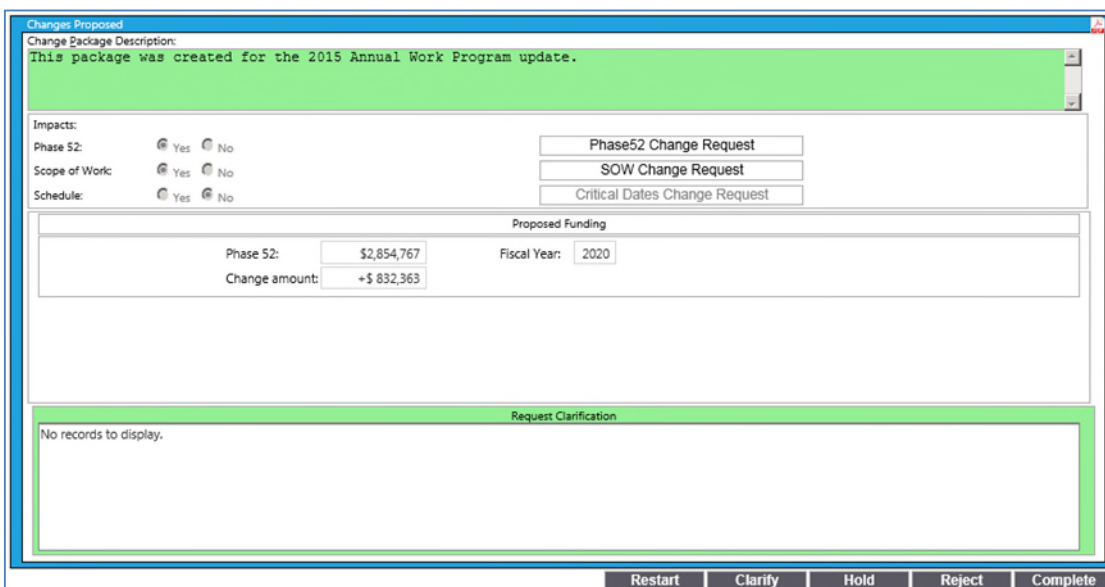 Changes Proposed
Change Package Description:
This package was created for the 2015 Annual Work Program update.
Impacts:
Phase 52: Yes No Phase52 Change Request
Scope of Work: Yes No SOW Change Request
Schedule: Yes No Critical Dates Change Request
Proposed Funding
Phase 52: $2,854,767 Fiscal Year: 2020
Change amount: +$ 832,363
Request Clarification
No records to display.
Restart Clarify Hold Reject Complete